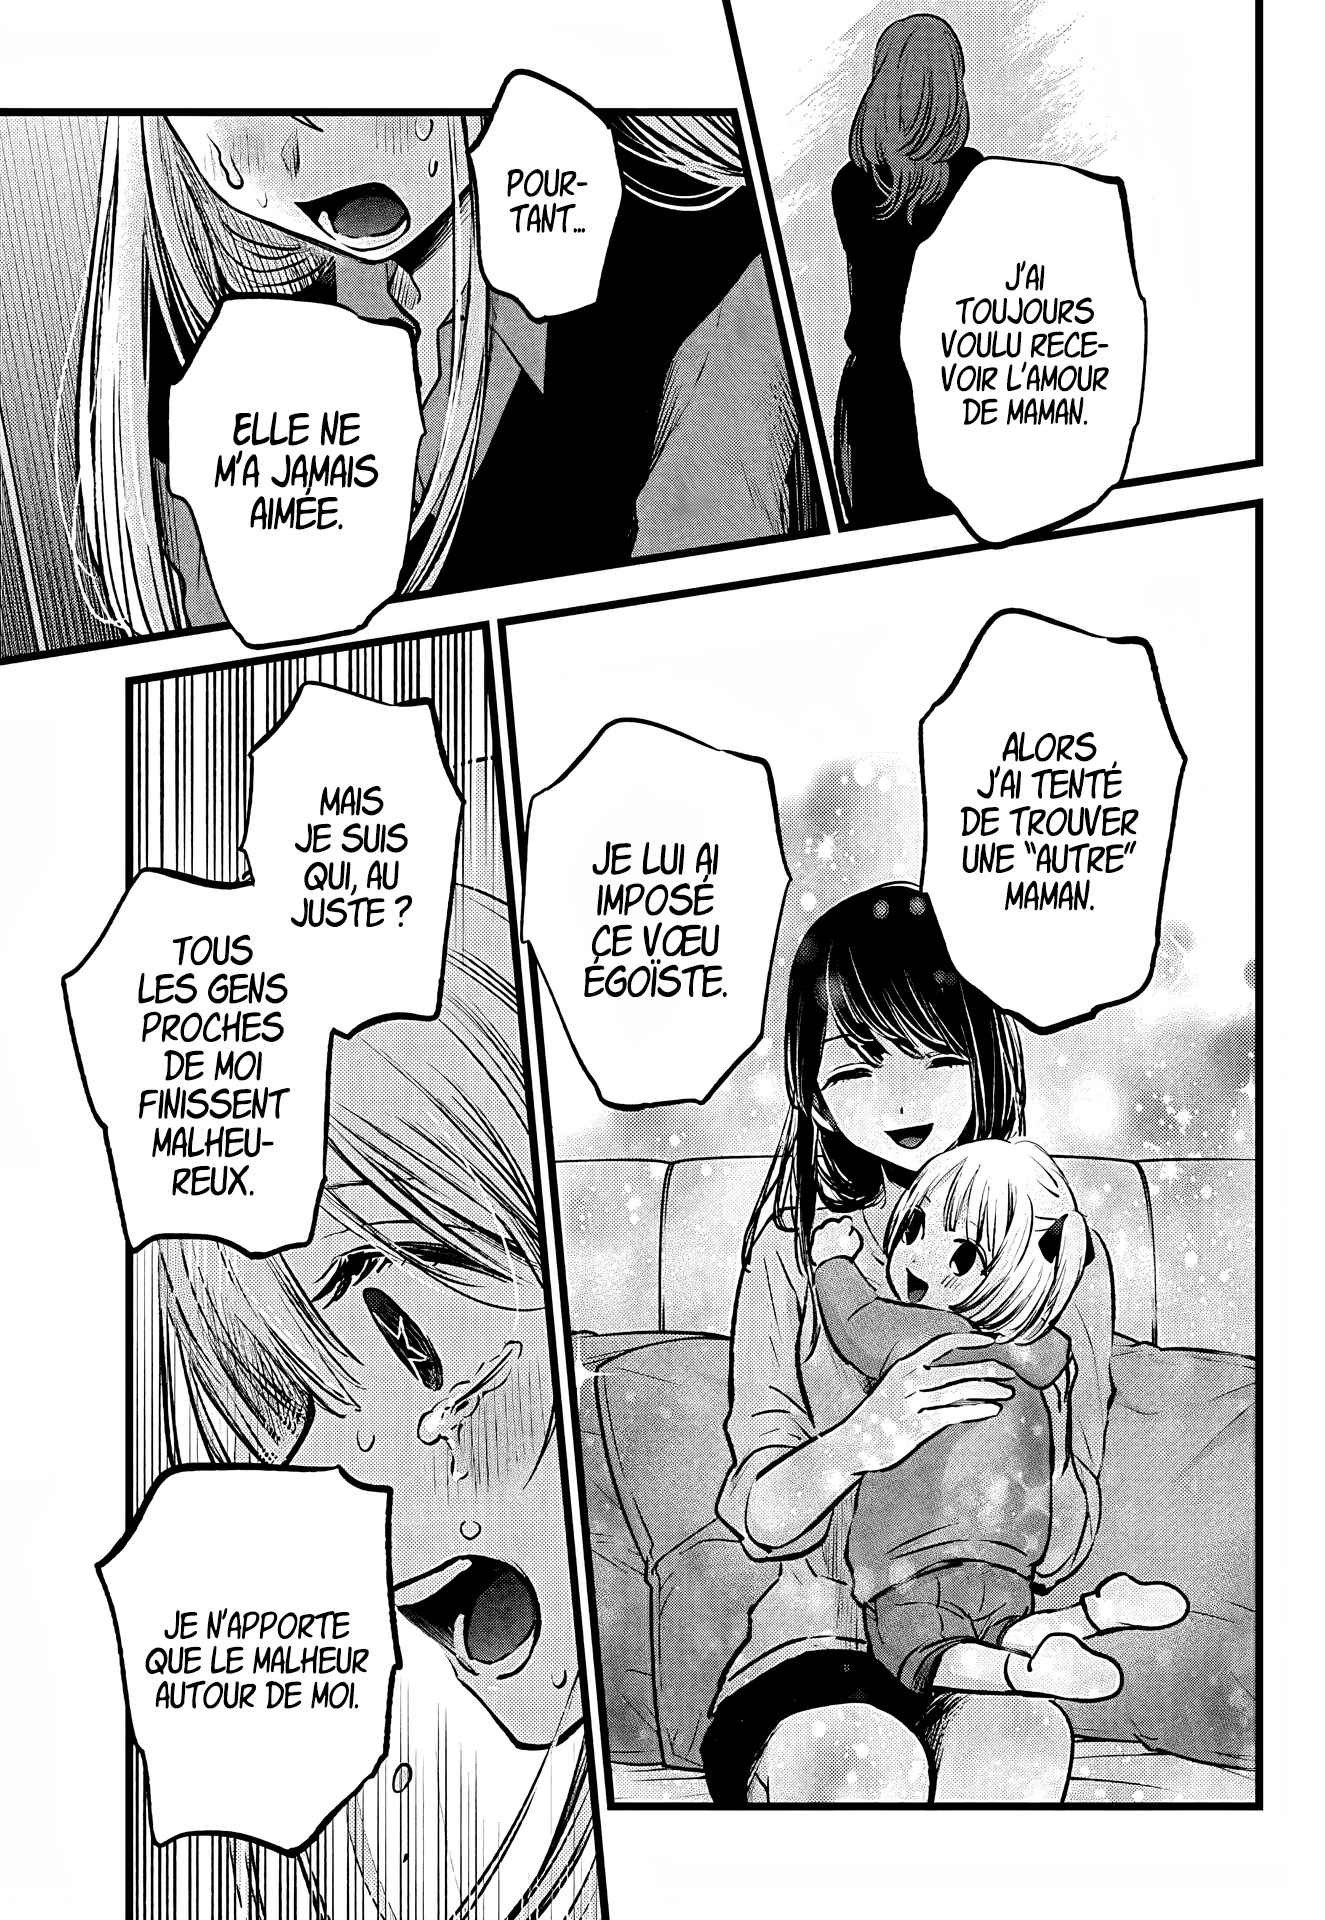 J'AI
TOUJOURS
VOULU RECE-
VOIR L'AMOUR
DE MAMAN.
POUR-
TANT...
ELLE NE
M'A JAMAIS
AIMÉE.
ALORS
J'AI TENTÉ
DE TROUVER
UNE "AUTRE"
MAMAN.
JE LUI AI
IMPOSÉ
CE VŒU
ÉGOÏSTE.
MAIS
JE SUIS
QUI, AU
JUSTE ?
TOUS
LES GENS
PROCHES
DE MOI
FINISSENT
MALHEU-
REUX.
JE N'APPORTE
QUE LE MALHEUR
AUTOUR DE MOI.